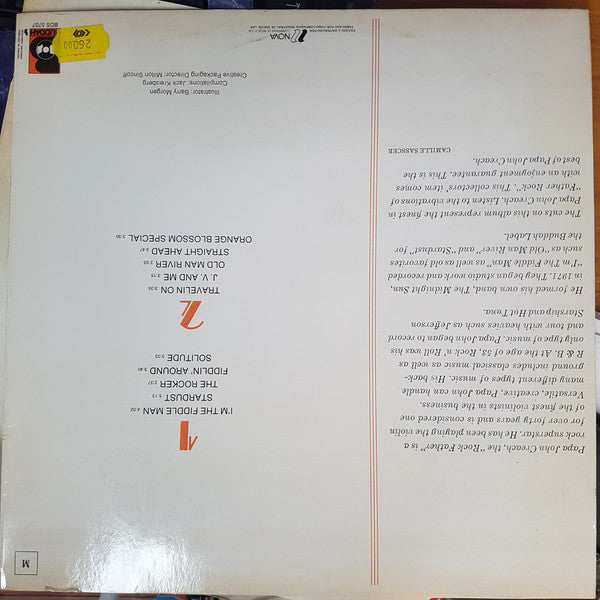 M
Papa John Creach, the "Rock Father" is a
rock superstar. He has been playing the violin
for over forty years and is considered one
of the finest violinists in the business.
Versatile, creative, Papa John can handle
many different types of music. His back-
ground includes classical music as well as
R & B. At the age of 53, Rock n' Roll was his
only type of music. Papa John began to record
and tour with heavies such as Jefferson
Starship and Hot Tuna.
He formed his own band, The Midnight Sun,
in 1971. They began studio work and recorded
"I'm The Fiddle Man" as well as old favorites
such as "Old Man River" and "Stardust" for
the Buddah Label.
The cuts on this album represent the finest in
Papa John Creach. Listen to the vibrations of
"Father Rock". This collectors' item comes
with an enjoyment guarantee. This is the
best of Papa John Creach.
CAMILLE SASSCER
1
I'M THE FIDDLE MAN 4:02
STARDUST 5:13
THE ROCKER 2:37
FIDDLIN' AROUND 3:40
SOLITUDE 3:33
2
TRAVELIN ON 3:35
J. V. AND ME 3:15
OLD MAN RIVER 2:56
STRAIGHT AHEAD 2:47
ORANGE BLOSSOM SPECIAL 3:30
Illustrator: Barry Morgen
Compilations: Jack Kreisberg
Creative Packaging Director: Milton Sincoff
NOVA
BDS 5707
26000